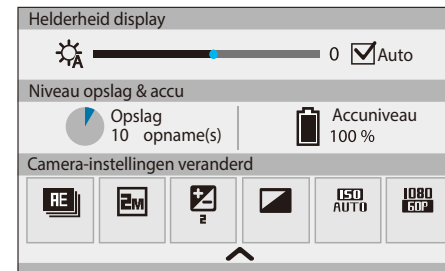 Helderheid display
A 0 Auto
Niveau opslag & accu
Opslag Accuniveau
10 opname(s) 100 %
Camera-instellingen veranderd
AE 2M 2 ISO AUTO 1080 60P